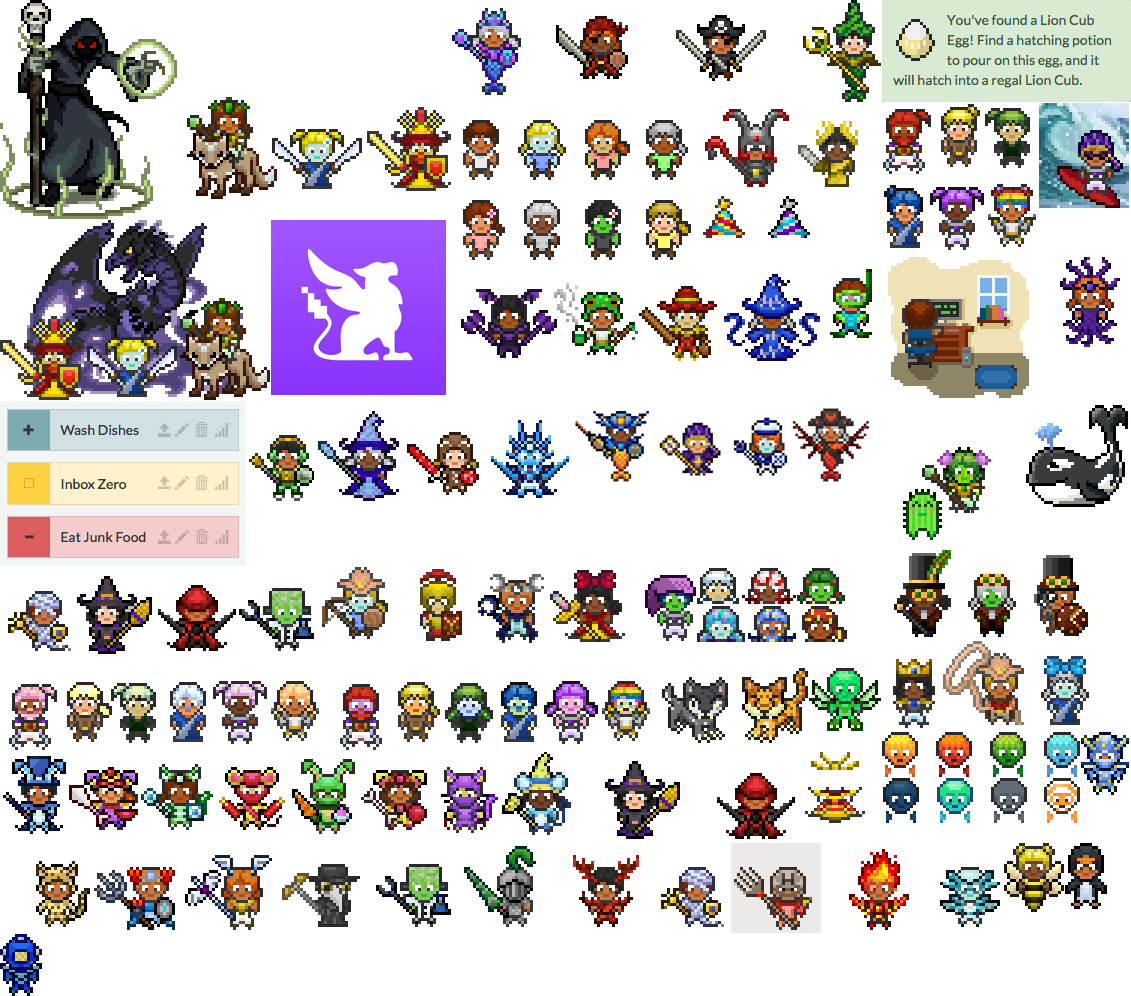 You've found a Lion Cub
Egg! Find a hatching potion
to pour on this egg, and it
will hatch into a regal Lion Cub.
Wash Dishes
Inbox Zero
Eat Junk Food